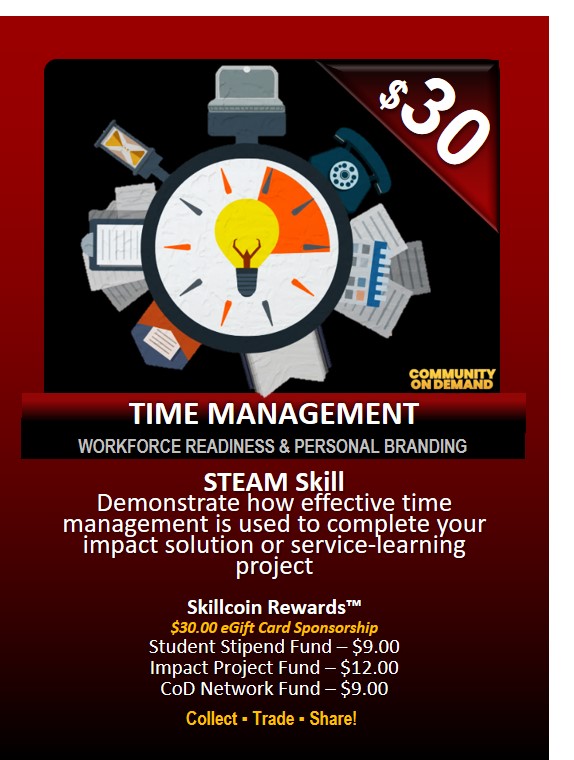 $30
COMMUNITY
ON DEMAND
TIME MANAGEMENT
WORKFORCE READINESS & PERSONAL BRANDING
STEAM Skill
Demonstrate how effective time
management is used to complete your
impact solution or service-learning
project
Skillcoin Rewards™
$30.00 eGift Card Sponsorship
Student Stipend Fund – $9.00
Impact Project Fund – $12.00
CoD Network Fund – $9.00
Collect ▪ Trade ▪ Share!